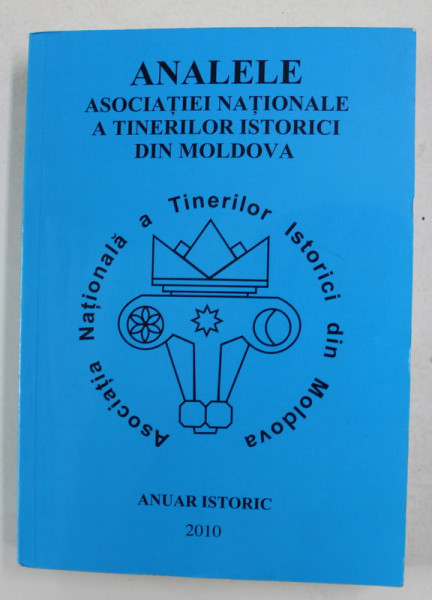 ANALELE
ASOCIAȚIEI NAȚIONALE
A TINERILOR ISTORICI
DIN MOLDOVA
Asociația Națională a Tinerilor Istorici din Moldova
ANUAR ISTORIC
2010